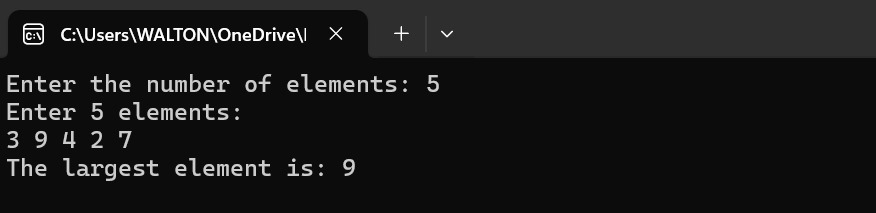 C:\Users\WALTON\OneDrive\
Enter the number of elements: 5
Enter 5 elements:
3 9 4 2 7
The largest element is: 9